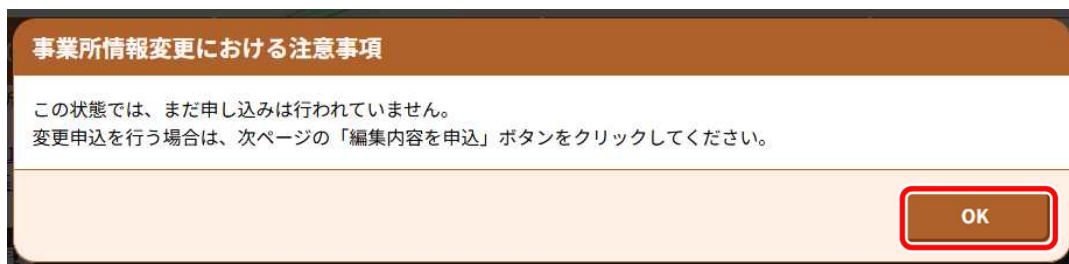 事業所情報変更における注意事項
この状態では、まだ申し込みは行われていません。
変更申込を行う場合は、次ページの「編集内容を申込」ボタンをクリックしてください。
OK